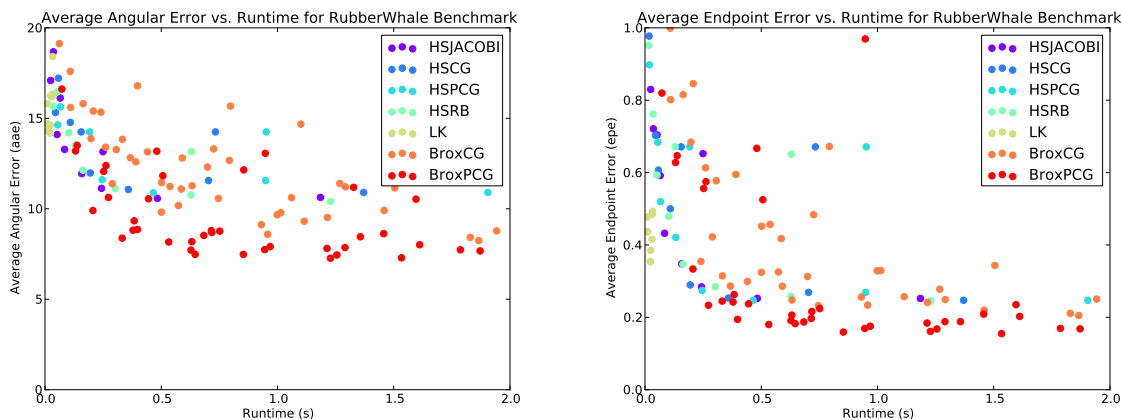 Average Angular Error vs. Runtime for RubberWhale Benchmark
20
15
10
5
0
0.0
0.5
1.0
1.5
2.0
Average Angular Error (aae)
Runtime (s)
HSJACOBI
HSCG
HSPCG
HSRB
LK
BroxCG
BroxPCG
Average Endpoint Error vs. Runtime for RubberWhale Benchmark
1.0
0.8
0.6
0.4
0.2
0.0
0.0
0.5
1.0
1.5
2.0
Average Endpoint Error (epe)
Runtime (s)
HSJACOBI
HSCG
HSPCG
HSRB
LK
BroxCG
BroxPCG